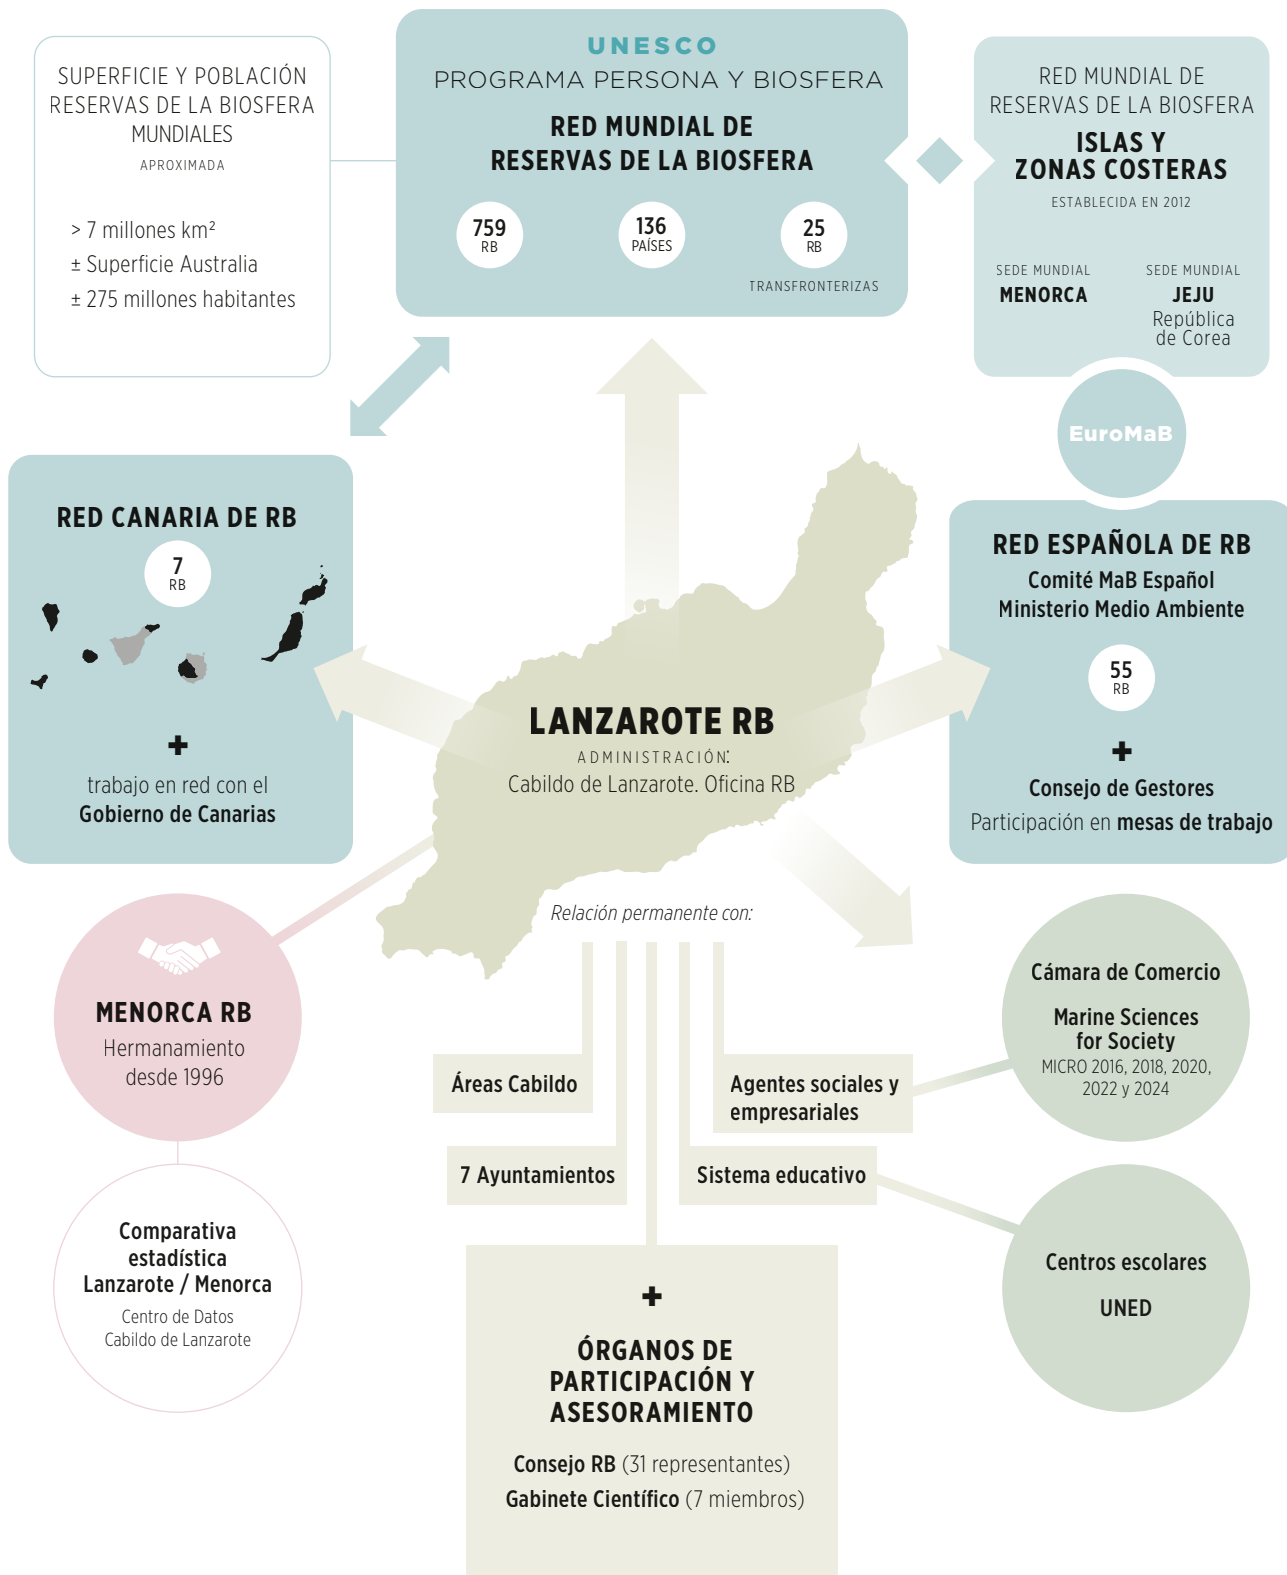 SUPERFICIE Y POBLACIÓN
RESERVAS DE LA BIOSFERA
MUNDIALES
APROXIMADA
> 7 millones km²
± Superficie Australia
± 275 millones habitantes
UNESCO
PROGRAMA PERSONA Y BIOSFERA
RED MUNDIAL DE
RESERVAS DE LA BIOSFERA
759
RB
136
PAÍSES
25
RB
TRANSFRONTERIZAS
RED MUNDIAL DE
RESERVAS DE LA BIOSFERA
ISLAS Y
ZONAS COSTERAS
ESTABLECIDA EN 2012
SEDE MUNDIAL
MENORCA
SEDE MUNDIAL
JEJU
República
de Corea
EuroMaB
RED CANARIA DE RB
7
RB
+
trabajo en red con el
Gobierno de Canarias
LANZAROTE RB
ADMINISTRACIÓN:
Cabildo de Lanzarote. Oficina RB
RED ESPAÑOLA DE RB
Comité MaB Español
Ministerio Medio Ambiente
55
RB
+
Consejo de Gestores
Participación en mesas de trabajo
Relación permanente con:
MENORCA RB
Hermanamiento
desde 1996
Comparativa
estadística
Lanzarote / Menorca
Centro de Datos
Cabildo de Lanzarote
Áreas Cabildo
7 Ayuntamientos
Agentes sociales y
empresariales
Sistema educativo
Cámara de Comercio
Marine Sciences
for Society
MICRO 2016, 2018, 2020,
2022 y 2024
Centros escolares
UNED
+
ÓRGANOS DE
PARTICIPACIÓN Y
ASESORAMIENTO
Consejo RB (31 representantes)
Gabinete Científico (7 miembros)